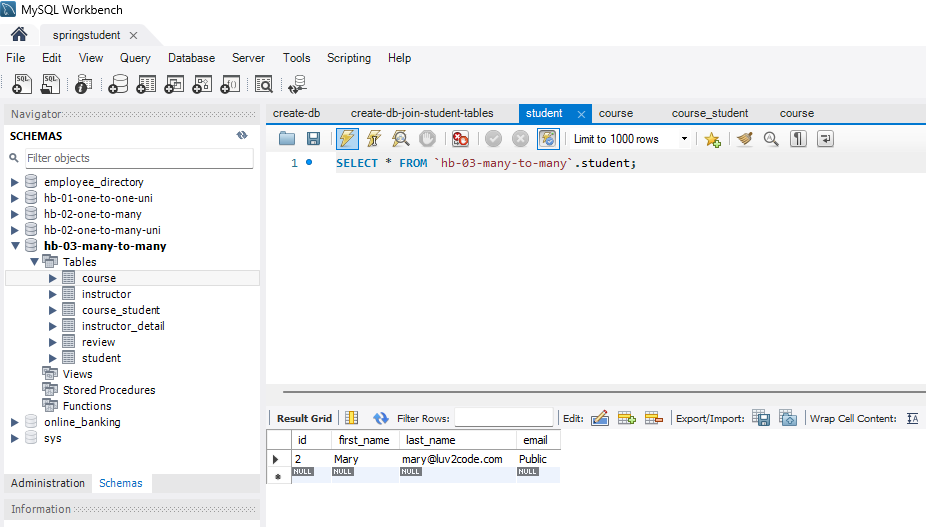 MySQL Workbench
springstudent
File Edit View Query Database Server Tools Scripting Help
Navigator
SCHEMAS
Filter objects
employee_directory
hb-01-one-to-one-uni
hb-02-one-to-many
hb-02-one-to-many-uni
hb-03-many-to-many
Tables
course
instructor
course_student
instructor_detail
review
student
Views
Stored Procedures
Functions
online_banking
sys
Administration Schemas
Information
create-db create-db-join-student-tables student course course_student course
Limit to 1000 rows
1 SELECT * FROM `hb-03-many-to-many`.student;
Result Grid Filter Rows: Edit: Export/Import: Wrap Cell Content: IA
id first_name last_name email
2 Mary mary@luv2code.com Public
NULL NULL NULL NULL